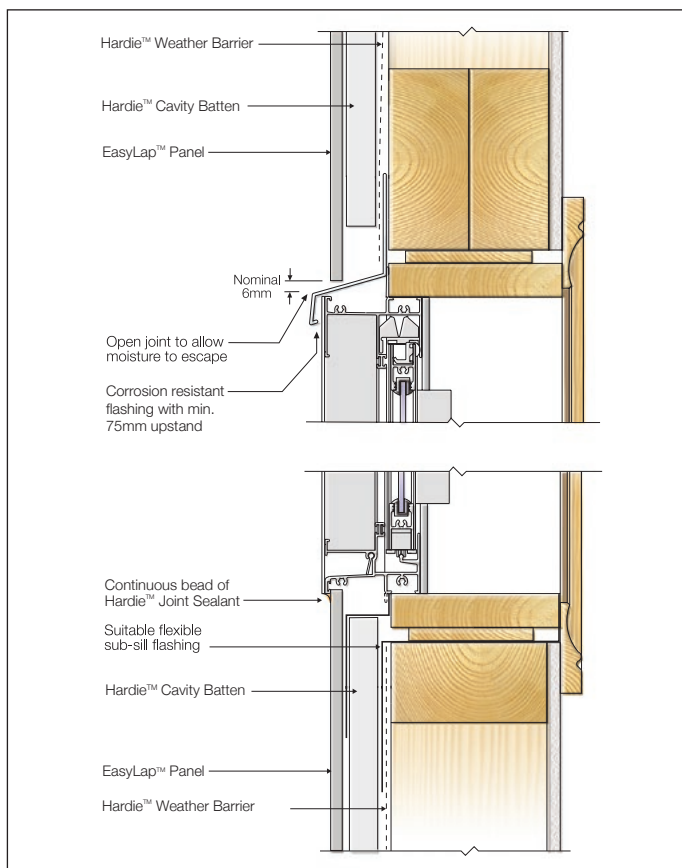 Hardie™ Weather Barrier
Hardie™ Cavity Batten
EasyLap™ Panel
Nominal
6mm
Open joint to allow
moisture to escape
Corrosion resistant
flashing with min.
75mm upstand
Continuous bead of
Hardie™ Joint Sealant
Suitable flexible
sub-sill flashing
Hardie™ Cavity Batten
EasyLap™ Panel
Hardie™ Weather Barrier